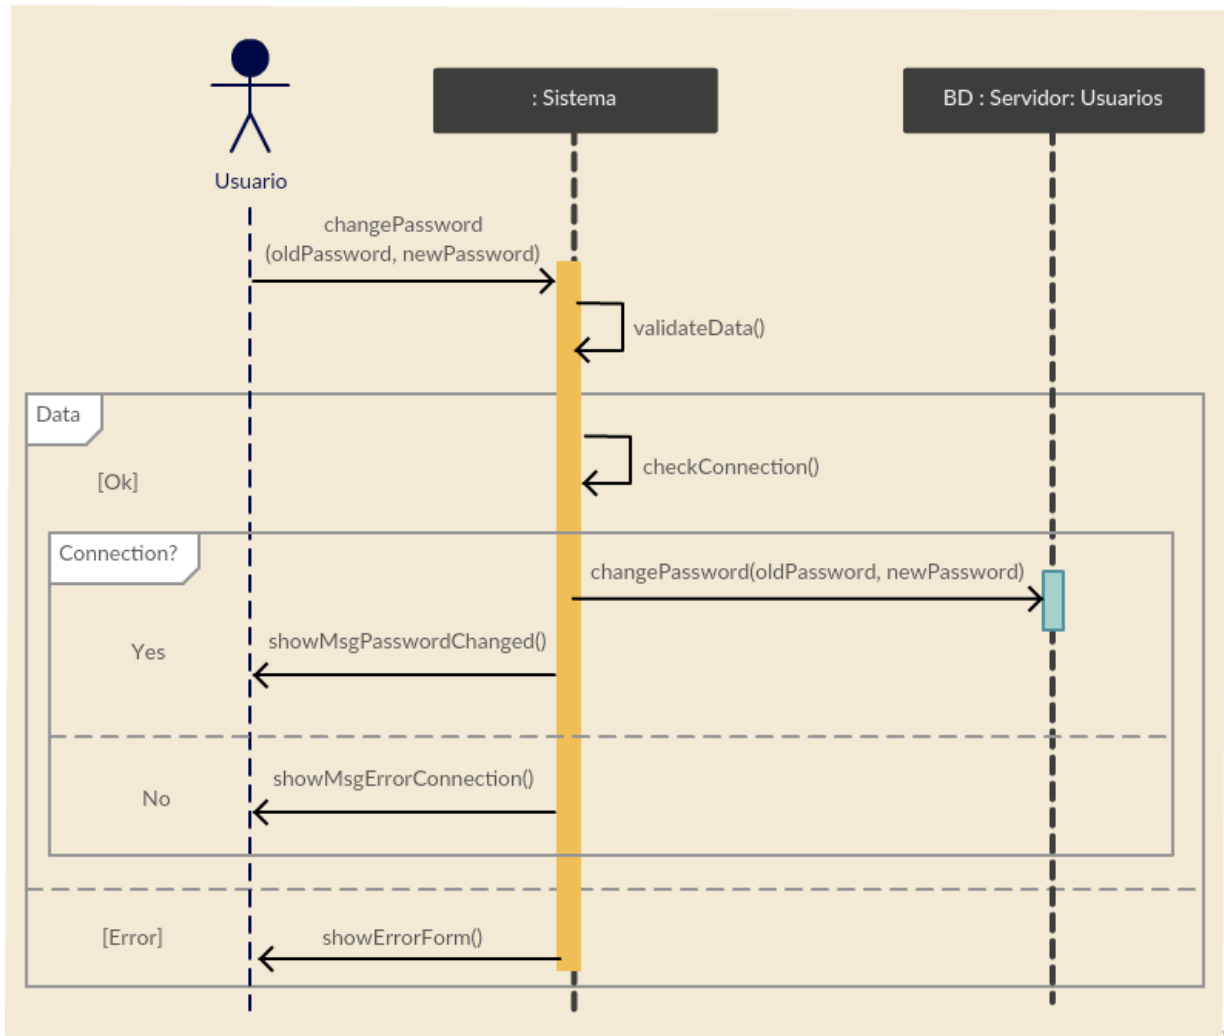 : Sistema
BD : Servidor: Usuarios
Usuario
changePassword
(oldPassword, newPassword)
validateData()
Data
checkConnection()
[Ok]
Connection?
changePassword(oldPassword, newPassword)
showMsgPasswordChanged()
Yes
showMsgErrorConnection()
No
[Error]
showErrorForm()